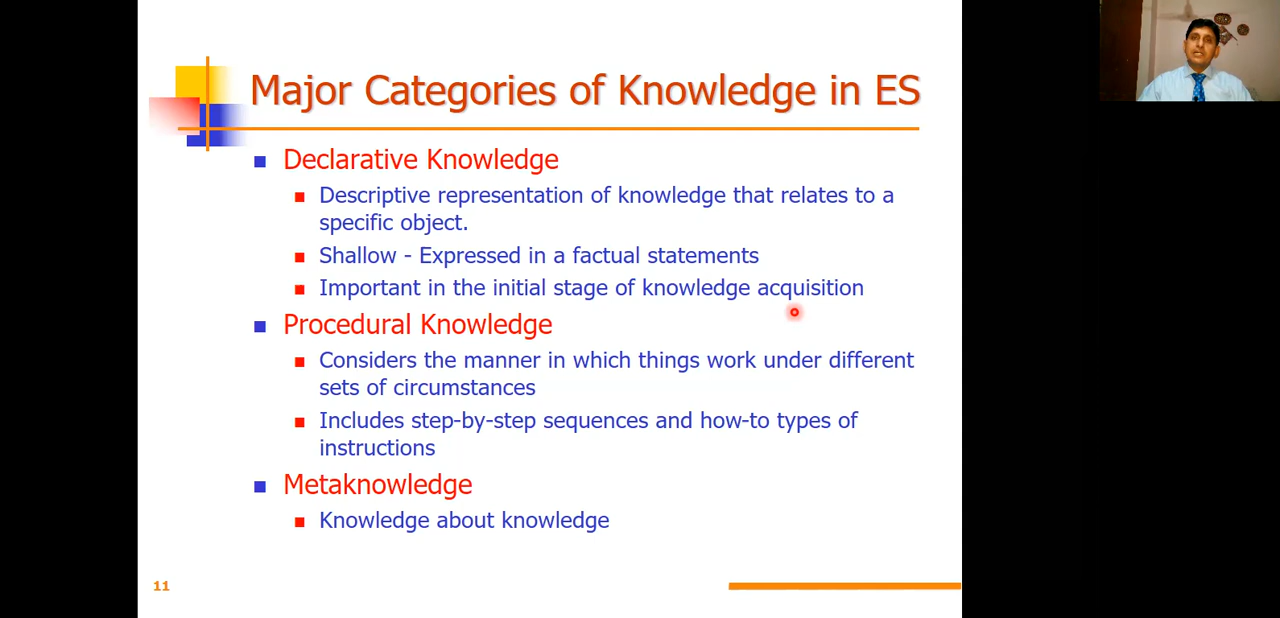 Major Categories of Knowledge in ES
Declarative Knowledge
Descriptive representation of knowledge that relates to a
specific object.
Shallow - Expressed in a factual statements
Important in the initial stage of knowledge acquisition
Procedural Knowledge
Considers the manner in which things work under different
sets of circumstances
Includes step-by-step sequences and how-to types of
instructions
Metaknowledge
Knowledge about knowledge
11